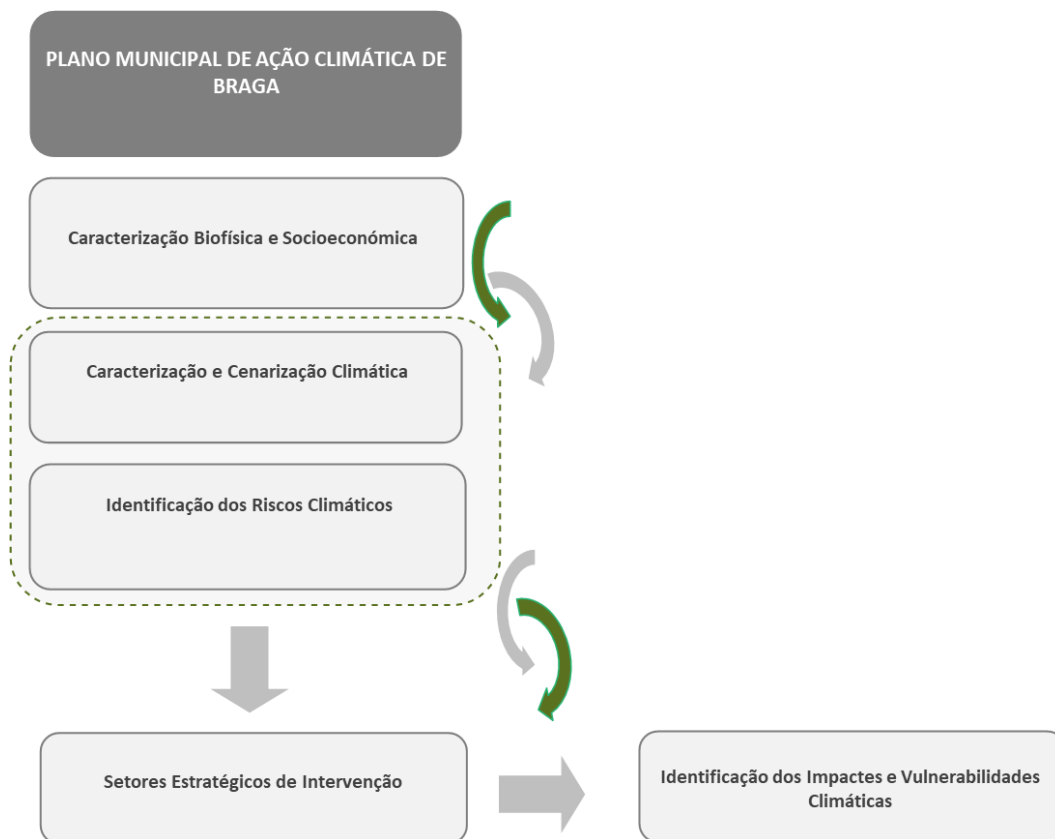 PLANO MUNICIPAL DE AÇÃO CLIMÁTICA DE
BRAGA
Caracterização Biofísica e Socioeconómica
Caracterização e Cenarização Climática
Identificação dos Riscos Climáticos
Setores Estratégicos de Intervenção
Identificação dos Impactes e Vulnerabilidades
Climáticas